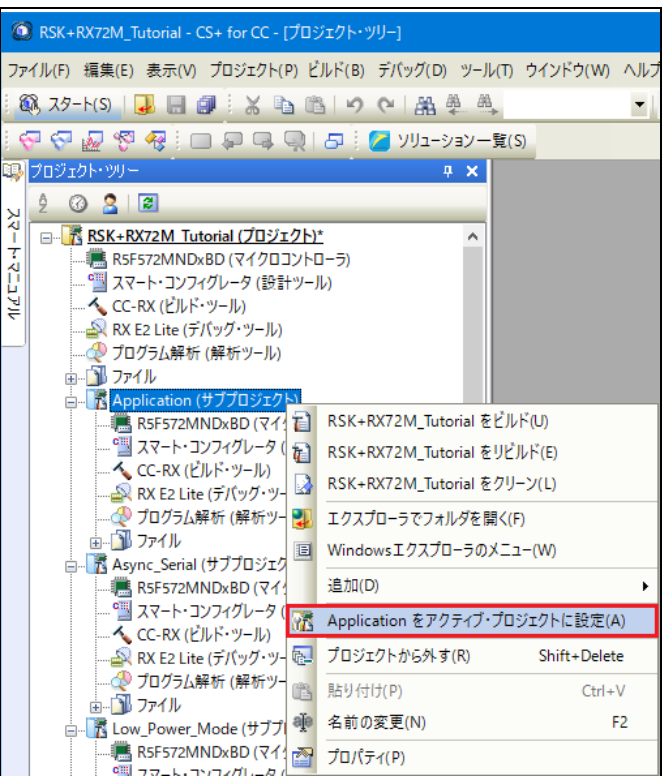 RSK+RX72M_Tutorial - CS+ for CC - [プロジェクト・ツリー]
ファイル(F) 編集(E) 表示(V) プロジェクト(P) ビルド(B) デバッグ(D) ツール(T) ウインドウ(W) ヘルプ
スタート(S)
ソリューション一覧(S)
プロジェクト・ツリー
スマート・マニュアル
RSK+RX72M_Tutorial (プロジェクト)*
R5F572MNDxBD (マイクロコントローラ)
スマート・コンフィグレータ (設計ツール)
CC-RX (ビルド・ツール)
RX E2 Lite (デバッグ・ツール)
プログラム解析 (解析ツール)
ファイル
Application (サブプロジェクト)
R5F572MNDxBD (マイ
スマート・コンフィグレータ (
CC-RX (ビルド・ツール)
RX E2 Lite (デバッグ・ツー
プログラム解析 (解析ツー
ファイル
Async_Serial (サブプロジェク
R5F572MNDxBD (マイ
スマート・コンフィグレータ (
CC-RX (ビルド・ツール)
RX E2 Lite (デバッグ・ツー
プログラム解析 (解析ツー
ファイル
Low_Power_Mode (サブプ
R5F572MNDxBD (マイ
スマート・コンフィグレータ (
RSK+RX72M_Tutorial をビルド(U)
RSK+RX72M_Tutorial をリビルド(E)
RSK+RX72M_Tutorial をクリーン(L)
エクスプローラでフォルダを開く(F)
Windowsエクスプローラのメニュー(W)
追加(D)
Application をアクティブ・プロジェクトに設定(A)
プロジェクトから外す(R) Shift+Delete
貼り付け(P) Ctrl+V
名前の変更(N) F2
プロパティ(P)